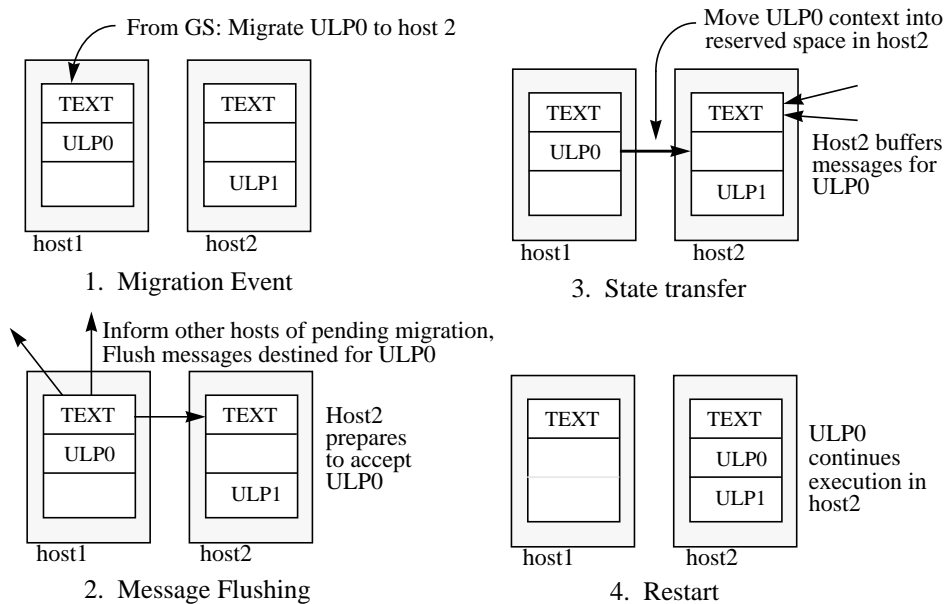 From GS: Migrate ULP0 to host 2
TEXT
ULP0
host1
TEXT
ULP1
host2
1. Migration Event
Inform other hosts of pending migration,
Flush messages destined for ULP0
TEXT
ULP0
host1
TEXT
ULP1
host2
Host2
prepares
to accept
ULP0
2. Message Flushing
Move ULP0 context into
reserved space in host2
TEXT
ULP0
host1
TEXT
ULP1
host2
Host2 buffers
messages for
ULP0
3. State transfer
TEXT
host1
TEXT
ULP0
ULP1
host2
ULP0
continues
execution in
host2
4. Restart